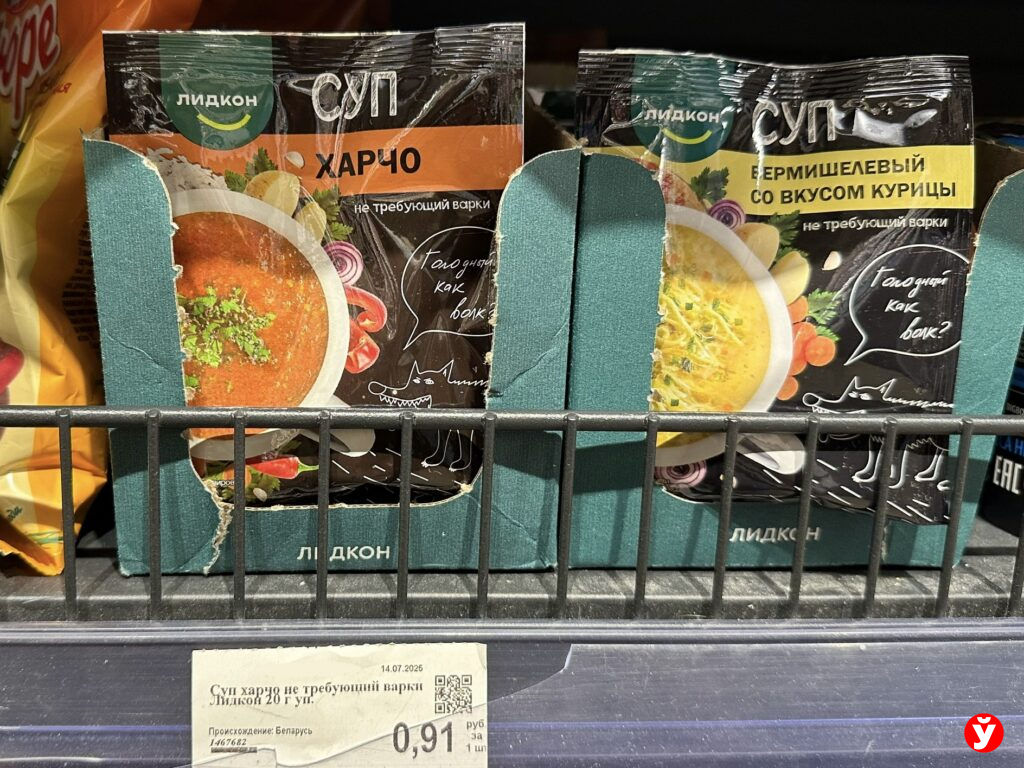 ЛИДКОН
СУП
ХАРЧО
не требующий варки
Голодный
как
волк?
ЛИДКОН
ЛИДКОН
СУП
ВЕРМИШЕЛЕВЫЙ
СО ВКУСОМ КУРИЦЫ
не требующий варки
Голодный
как
волк?
ЛИДКОН
ЕАС
14.07.2025
Суп харчо не требующий варки
Лидкон 20 г уп.
Происхождение: Беларусь
1467682
0,91
руб.
за
1 шт
Ў